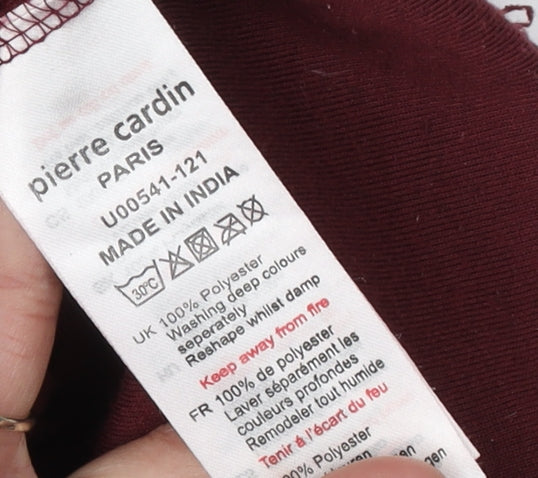 pierre cardin
PARIS
U00541-121
MADE IN INDIA
30°C
UK 100% Polyester
Washing deep colours
seperately
Reshape whilst damp
Keep away from fire
FR 100% de polyester
Laver séparément les
couleurs profondes
Remodeler tout humide
Tenir à l'écart du feu
Polyester